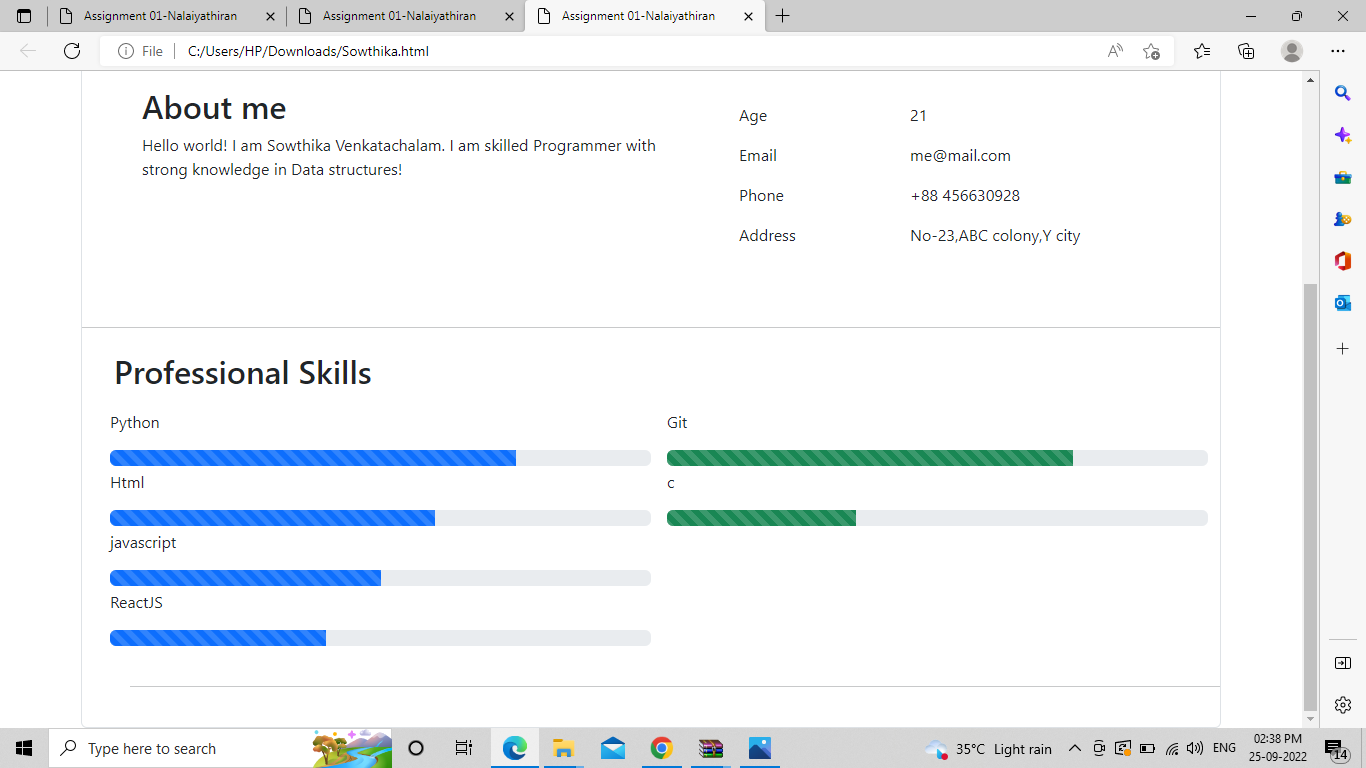 Assignment 01-Nalaiyathiran
Assignment 01-Nalaiyathiran
Assignment 01-Nalaiyathiran
File
C:/Users/HP/Downloads/Sowthika.html
About me
Hello world! I am Sowthika Venkatachalam. I am skilled Programmer with
strong knowledge in Data structures!
Age 21
Email me@mail.com
Phone +88 456630928
Address No-23,ABC colony,Y city
Professional Skills
Python
Git
Html
c
javascript
ReactJS
Type here to search
35°C Light rain
ENG
02:38 PM
25-09-2022
14